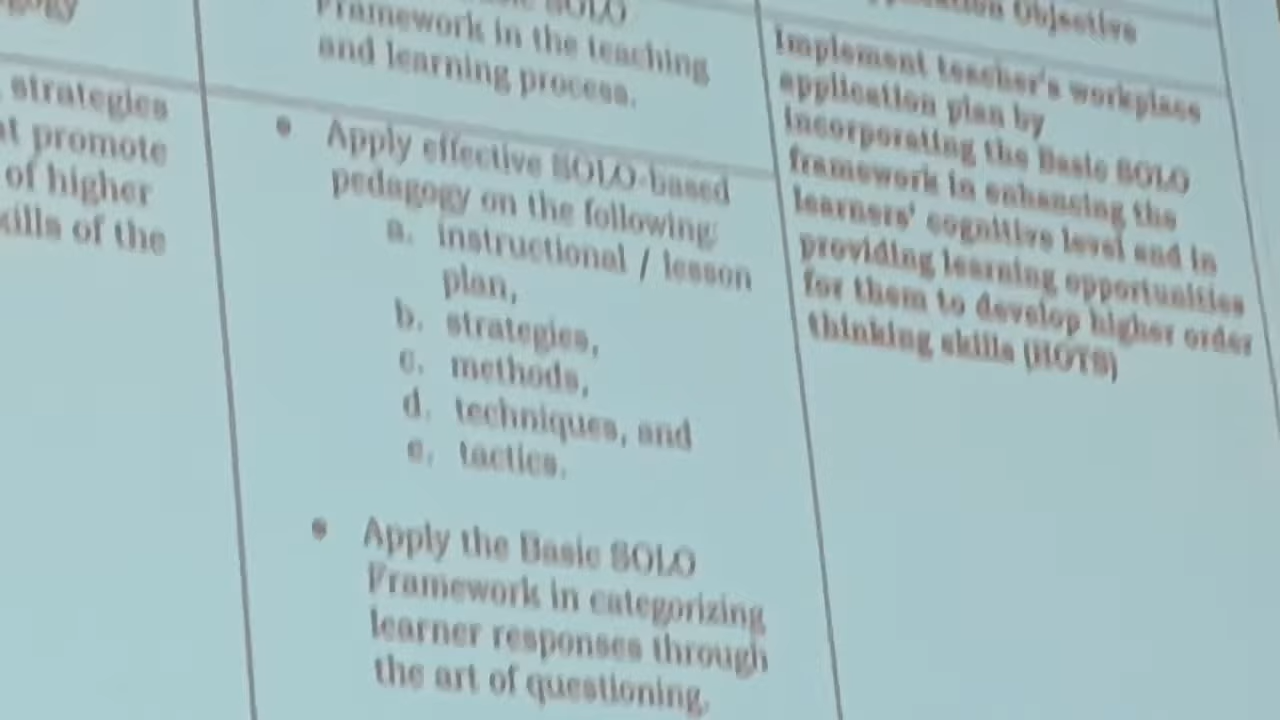 strategies
promote
of higher
of the
SOLO
Framework in the teaching
and learning process.
• Apply effective SOLO-based
pedagogy on the following:
a. instructional / lesson
plan,
b. strategies,
c. methods,
d. techniques, and
e. tactics.
• Apply the Basic SOLO
Framework in categorizing
learner responses through
the art of questioning.
Objective
Implement teacher's workplace
application plan by
incorporating the Basic SOLO
framework in enhancing the
learners' cognitive level and in
providing learning opportunities
for them to develop higher order
thinking skills (HOTS)